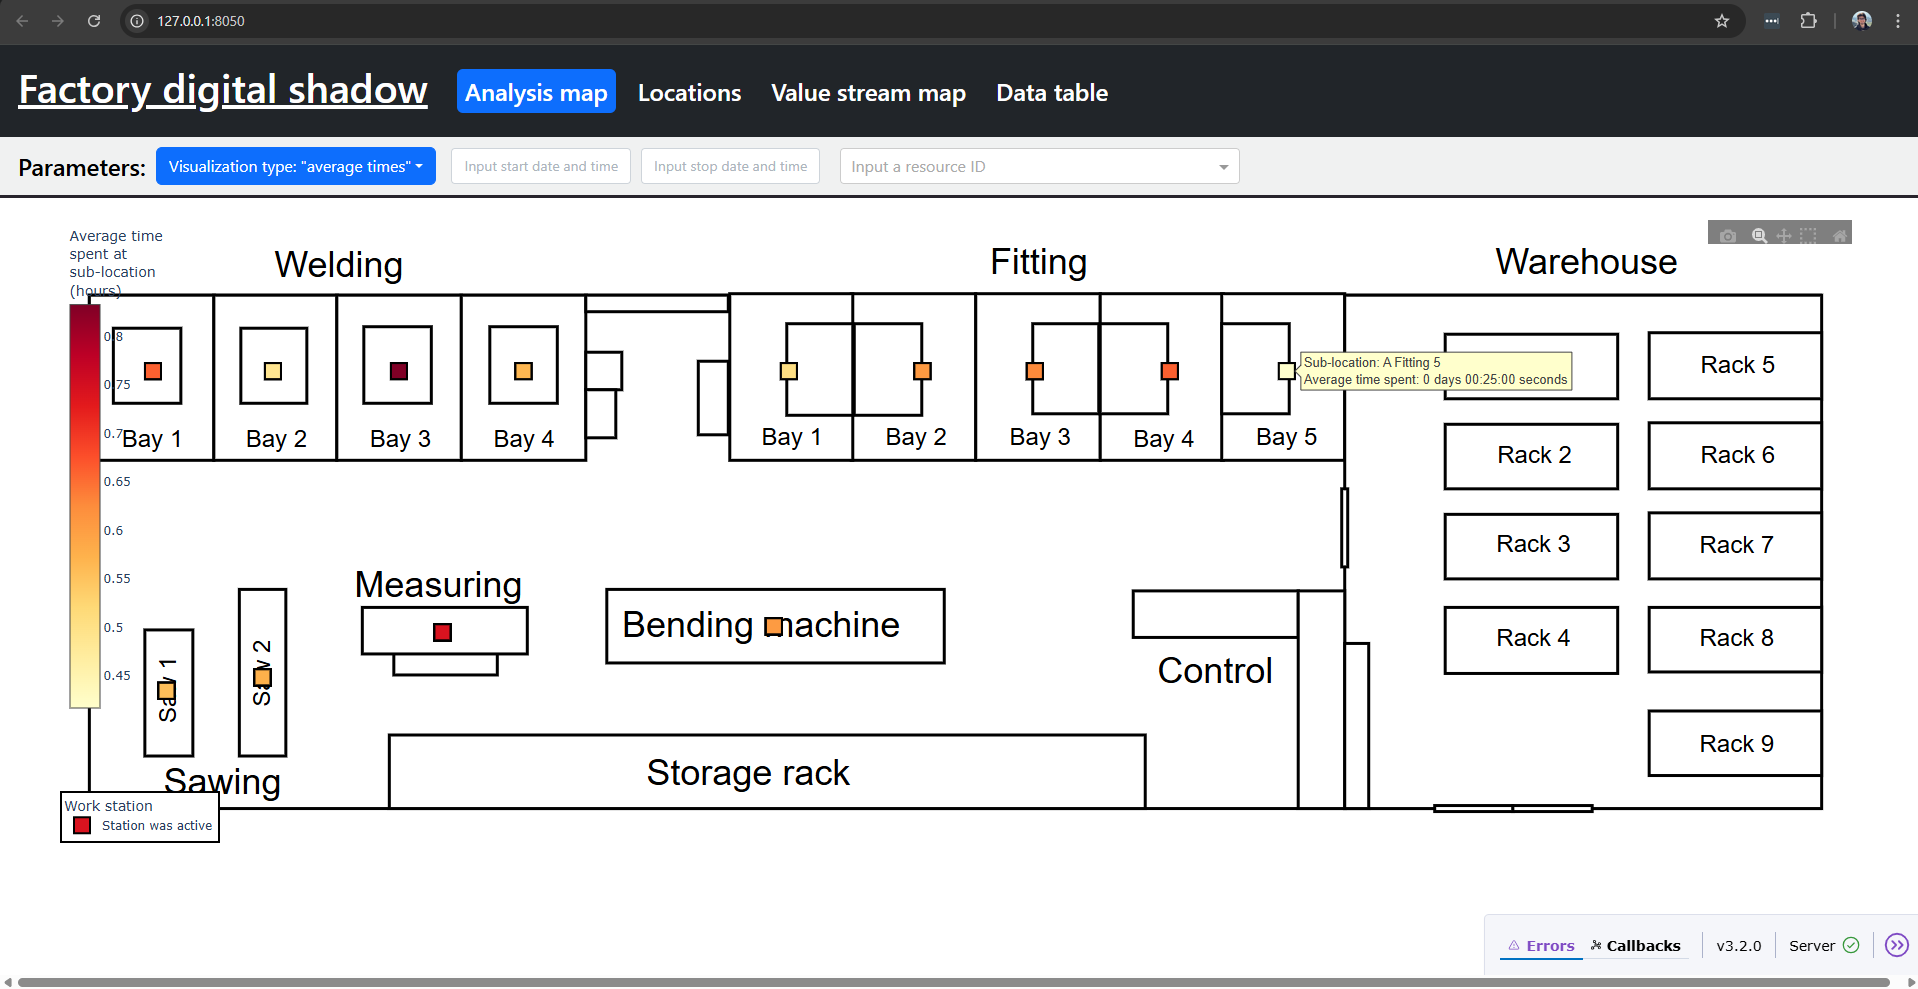 127.0.0.1:8050
Factory digital shadow
Analysis map
Locations
Value stream map
Data table
Parameters:
Visualization type: "average times"
Input start date and time
Input stop date and time
Input a resource ID
Average time
spent at
sub-location
(hours)
0.8
0.75
0.7
0.65
0.6
0.55
0.5
0.45
Welding
Fitting
Warehouse
Bay 1
Bay 2
Bay 3
Bay 4
Bay 1
Bay 2
Bay 3
Bay 4
Bay 5
Sub-location: A Fitting 5
Average time spent: 0 days 00:25:00 seconds
Rack 5
Rack 2
Rack 6
Rack 3
Rack 7
Rack 4
Rack 8
Rack 9
Measuring
Bending machine
Control
Saw 1
Saw 2
Sawing
Storage rack
Work station
Station was active
Errors
Callbacks
v3.2.0
Server